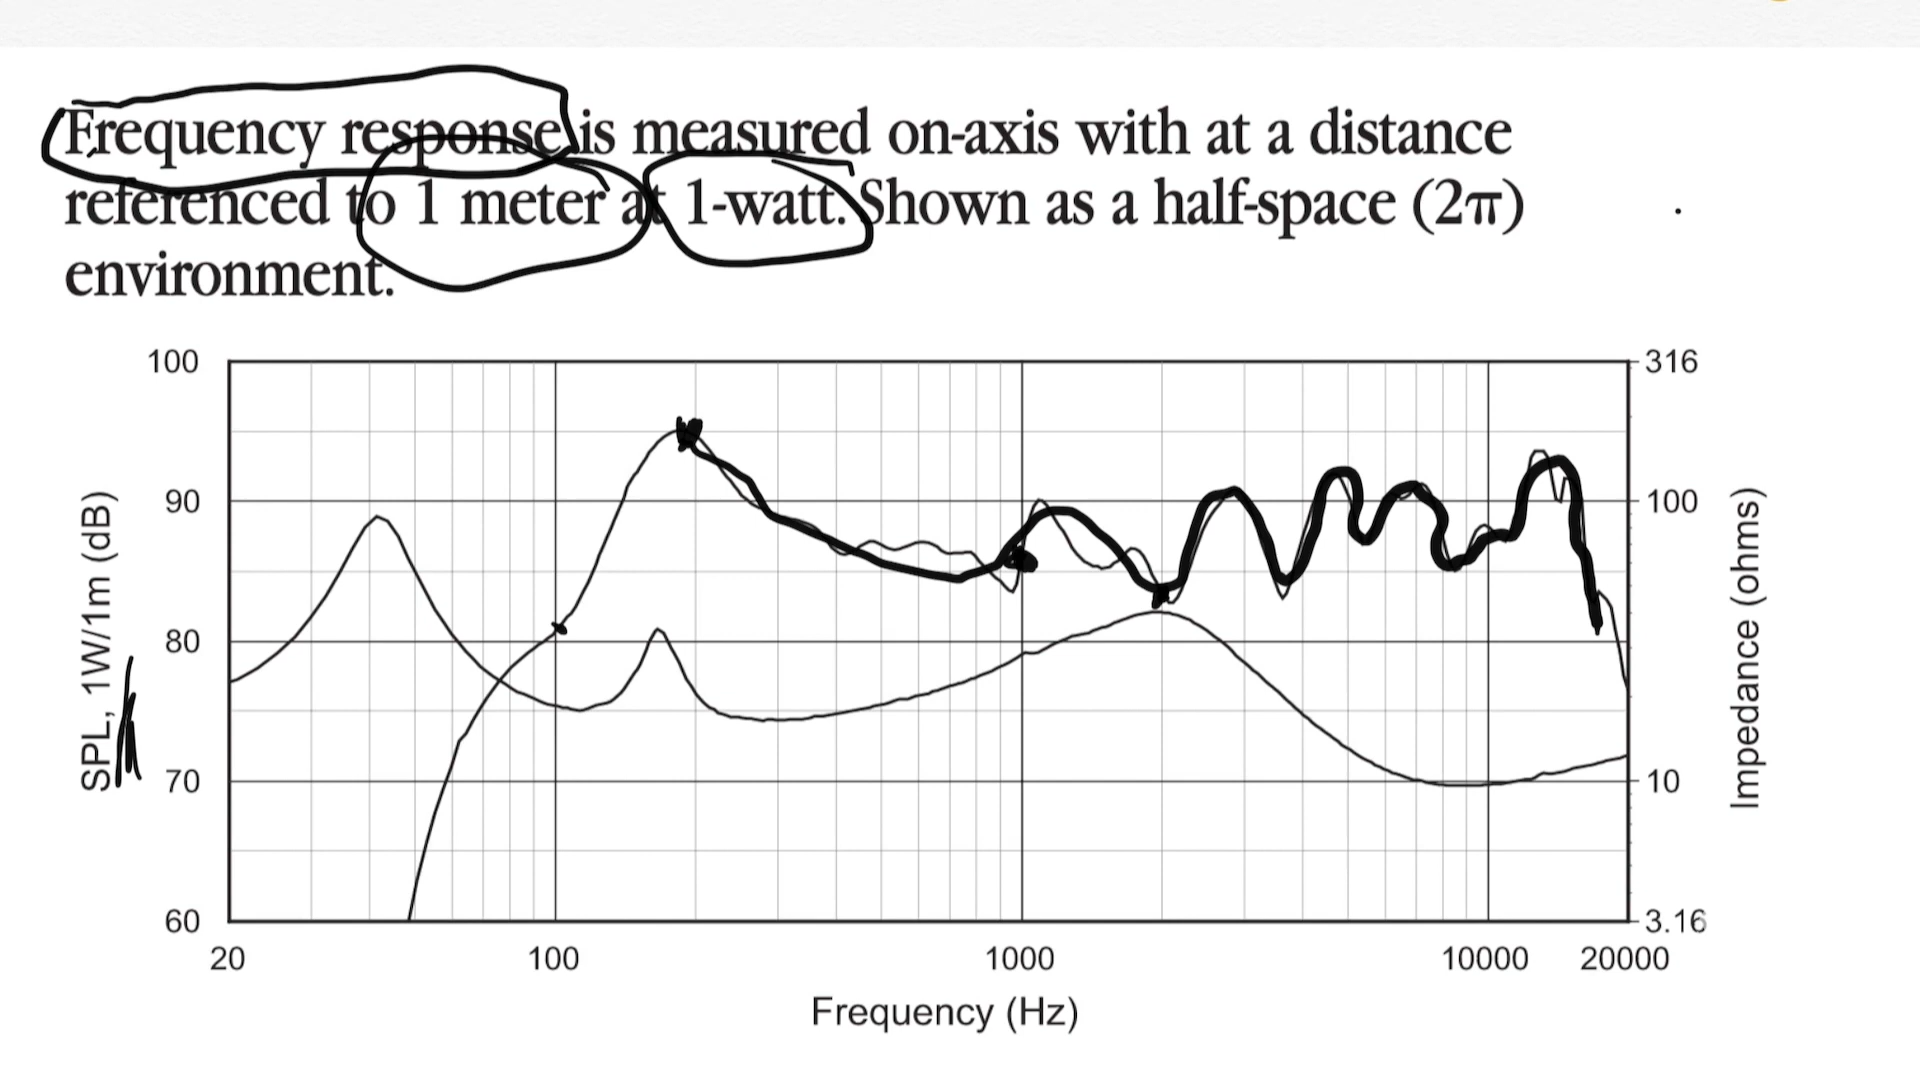 Frequency response is measured on-axis with at a distance
referenced to 1 meter at 1-watt. Shown as a half-space (2π)
environment.
100
90
80
70
60
SPL, 1W/1m (dB)
316
100
10
3.16
Impedance (ohms)
20
100
1000
10000
20000
Frequency (Hz)